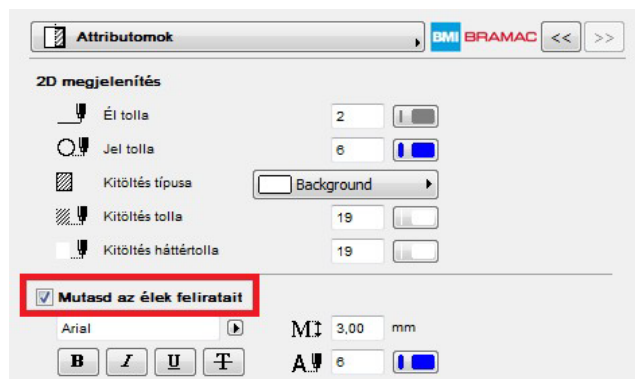 Attributomok BMI BRAMAC << >>
2D megjelenítés
Él tolla 2
Jel tolla 6
Kitöltés típusa Background
Kitöltés tolla 19
Kitöltés háttértolla 19
Mutasd az élek feliratait
Arial M 3,00 mm
B I U T A 6